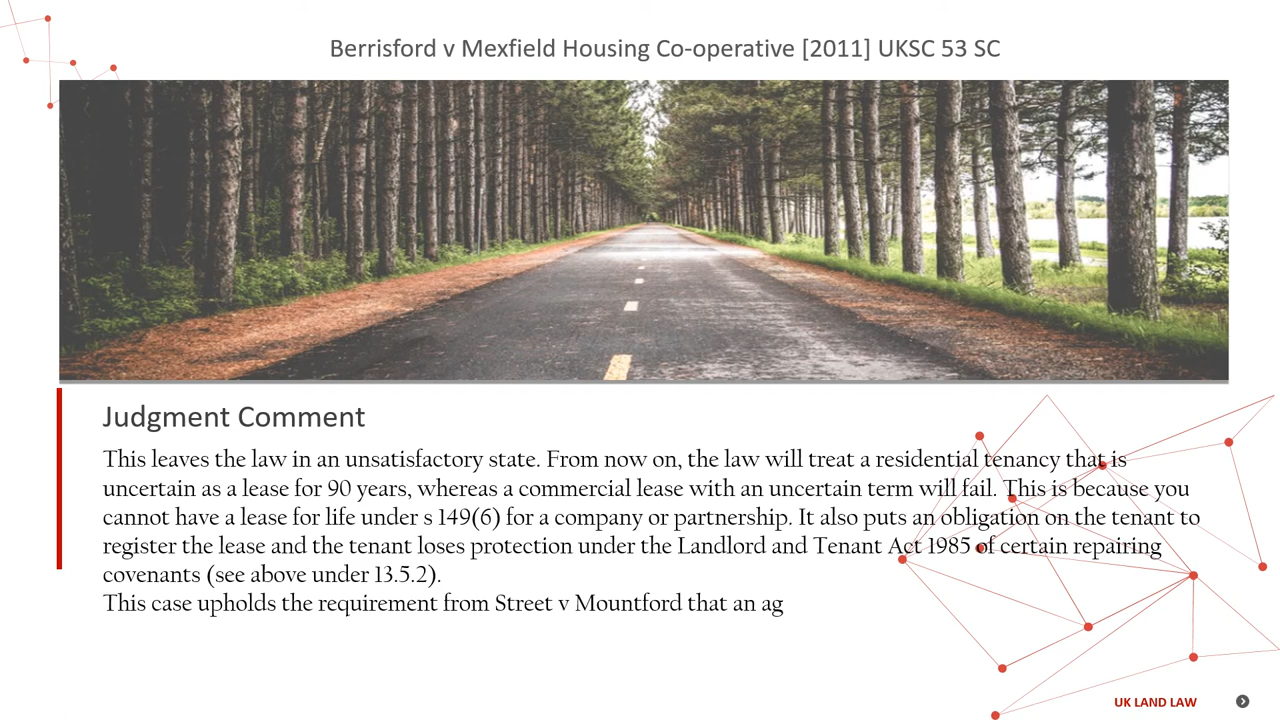 Berrisford v Mexfield Housing Co-operative [2011] UKSC 53 SC
Judgment Comment
This leaves the law in an unsatisfactory state. From now on, the law will treat a residential tenancy that is
uncertain as a lease for 90 years, whereas a commercial lease with an uncertain term will fail. This is because you
cannot have a lease for life under s 149(6) for a company or partnership. It also puts an obligation on the tenant to
register the lease and the tenant loses protection under the Landlord and Tenant Act 1985 of certain repairing
covenants (see above under 13.5.2).
This case upholds the requirement from Street v Mountford that an ag
UK LAND LAW